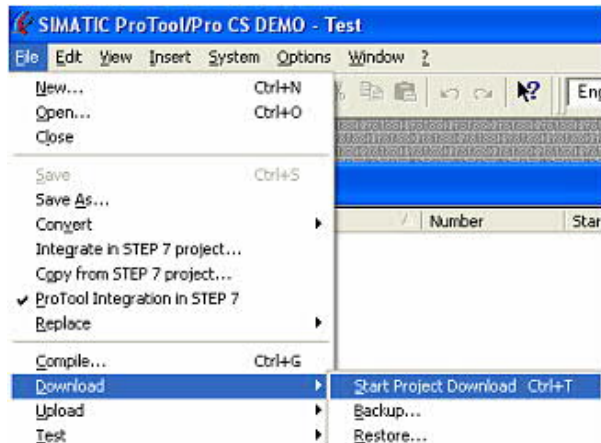 SIMATIC ProTool/Pro CS DEMO - Test
File Edit View Insert System Options Window ?
New... Ctrl+N
Open... Ctrl+O
Close
Eng
Save Ctrl+S
Save As...
Convert
Number Star
Integrate in STEP 7 project...
Copy from STEP 7 project...
ProTool Integration in STEP 7
Replace
Compile... Ctrl+G
Download
Start Project Download Ctrl+T
Upload
Backup...
Test
Restore...